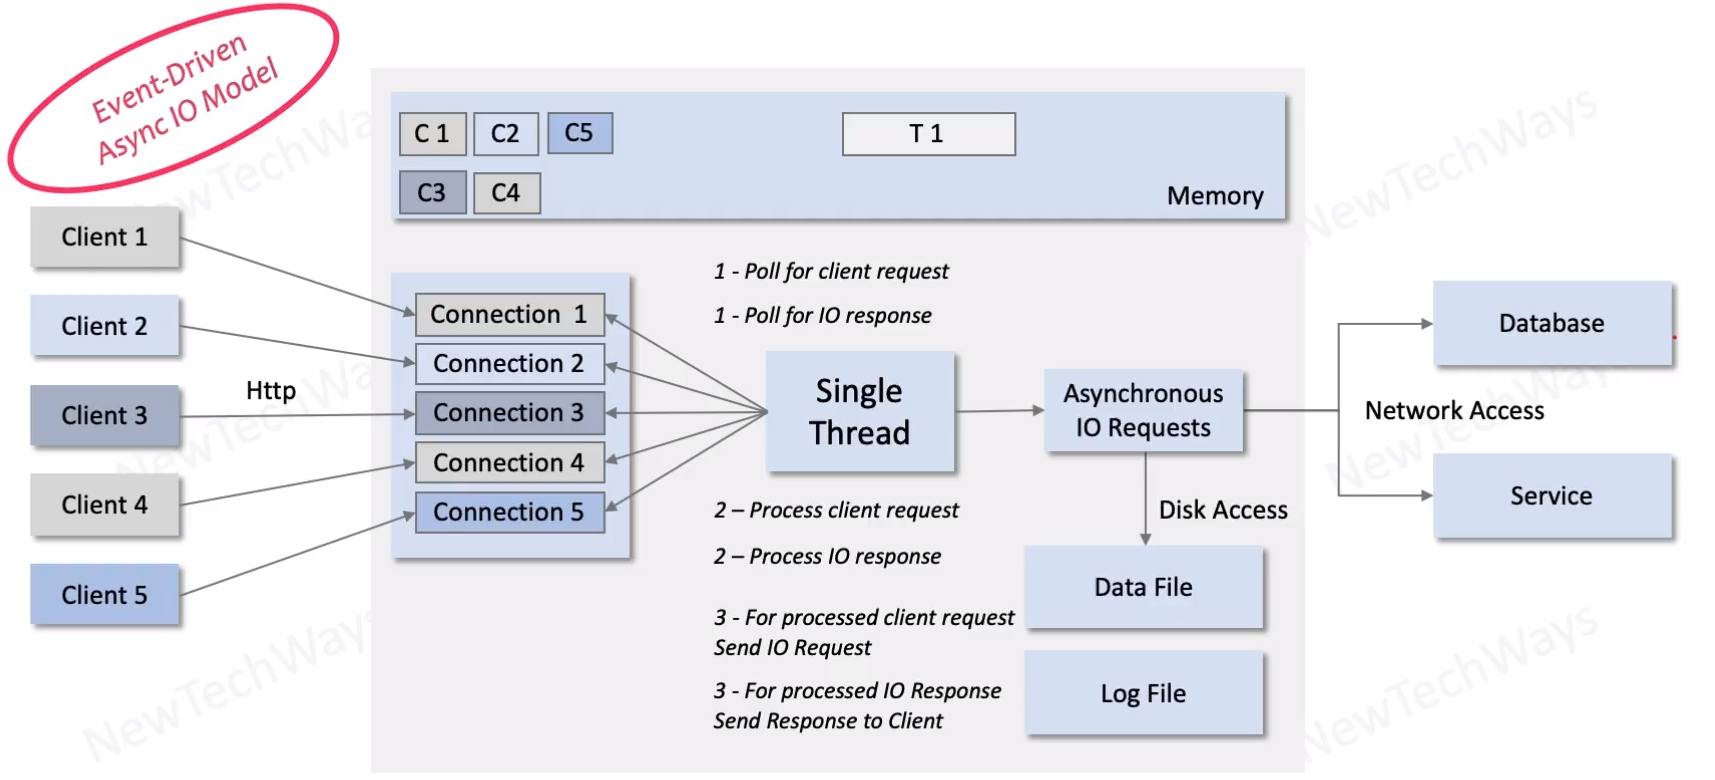 Event-Driven
Async IO Model
C 1
C2
C5
T 1
C3
C4
Memory
Client 1
Client 2
Client 3
Client 4
Client 5
Http
Connection 1
Connection 2
Connection 3
Connection 4
Connection 5
1 - Poll for client request
1 - Poll for IO response
Single
Thread
2 – Process client request
2 – Process IO response
3 - For processed client request
Send IO Request
3 - For processed IO Response
Send Response to Client
Asynchronous
IO Requests
Disk Access
Data File
Log File
Network Access
Database
Service
NewTechWays
NewTechWays
NewTechWays
NewTechWays
NewTechWays
NewTechWays